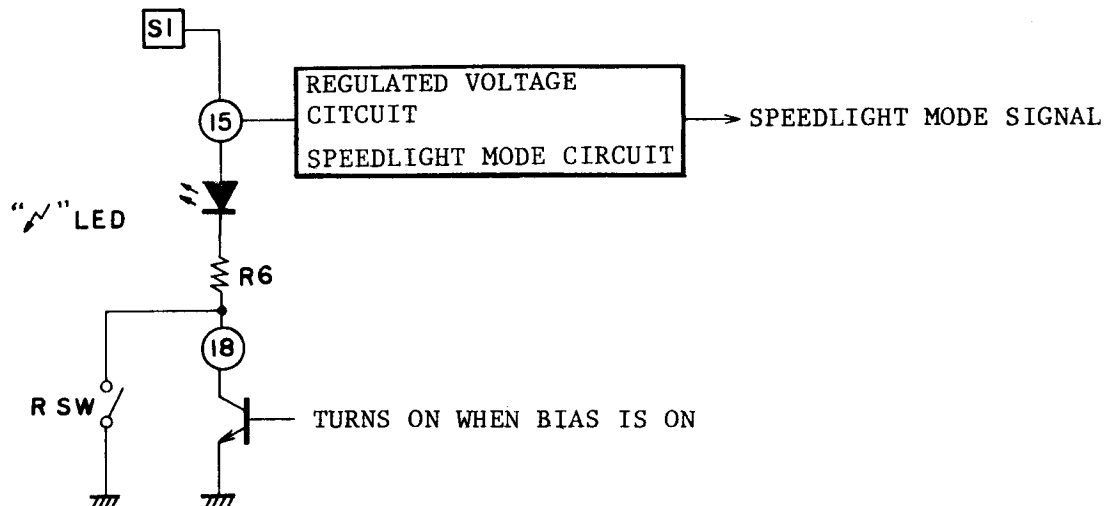 S1
15
REGULATED VOLTAGE
CITCUIT
SPEEDLIGHT MODE CIRCUIT
SPEEDLIGHT MODE SIGNAL
" " LED
R6
18
R SW
TURNS ON WHEN BIAS IS ON